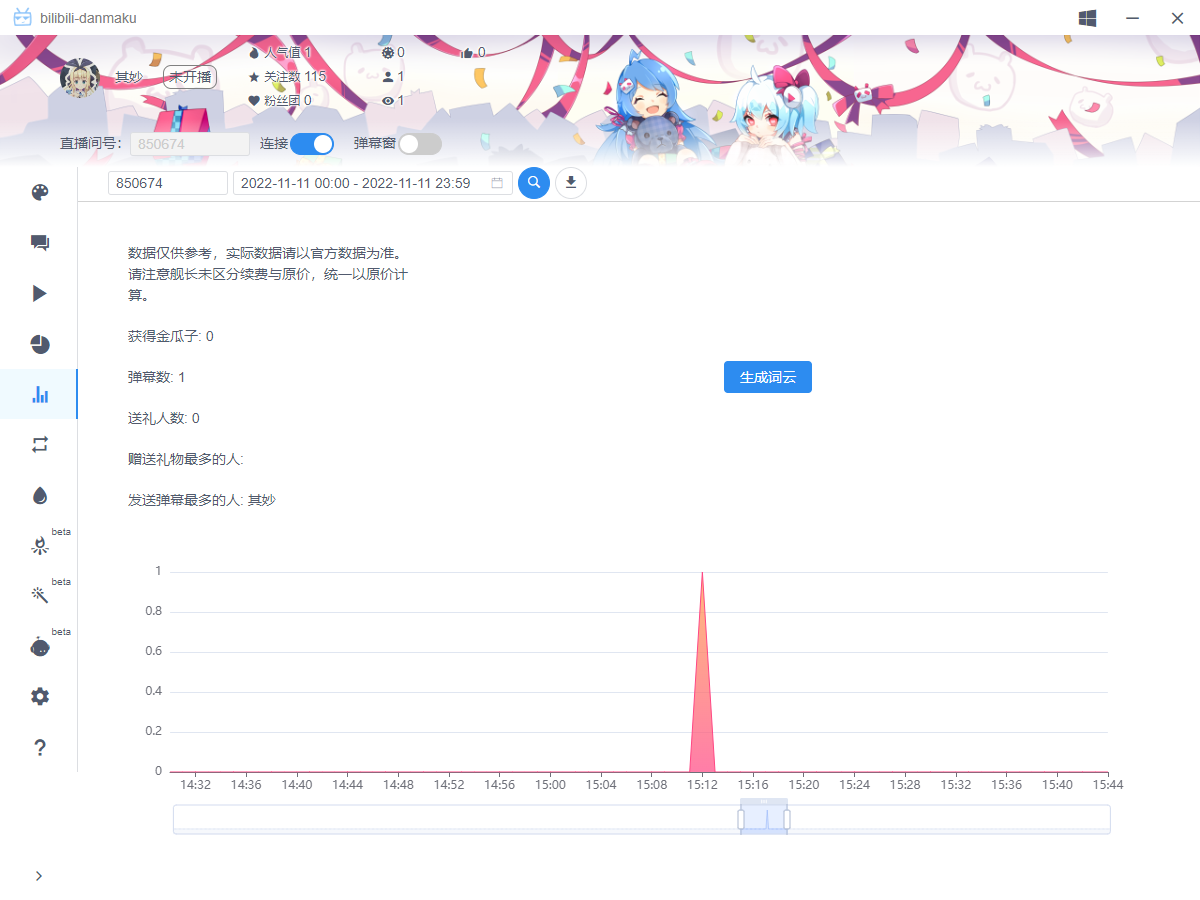 bilibili-danmaku
人气值 1
0
0
其妙
未开播
关注数 115
1
粉丝团 0
1
直播间号：
850674
连接
弹幕窗
850674
2022-11-11 00:00 - 2022-11-11 23:59
数据仅供参考，实际数据请以官方数据为准。
请注意舰长未区分续费与原价，统一以原价计
算。
获得金瓜子: 0
弹幕数: 1
生成词云
送礼人数: 0
赠送礼物最多的人:
发送弹幕最多的人: 其妙
beta
beta
beta
1
0.8
0.6
0.4
0.2
0
14:32 14:36 14:40 14:44 14:48 14:52 14:56 15:00 15:04 15:08 15:12 15:16 15:20 15:24 15:28 15:32 15:36 15:40 15:44